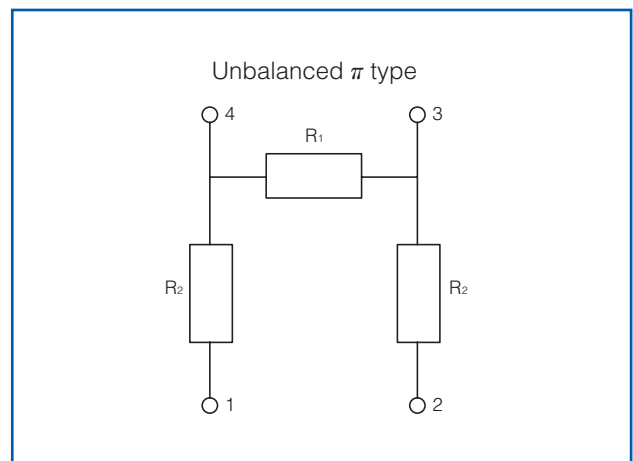 Unbalanced π type
4
3
R₁
R₂
R₂
1
2